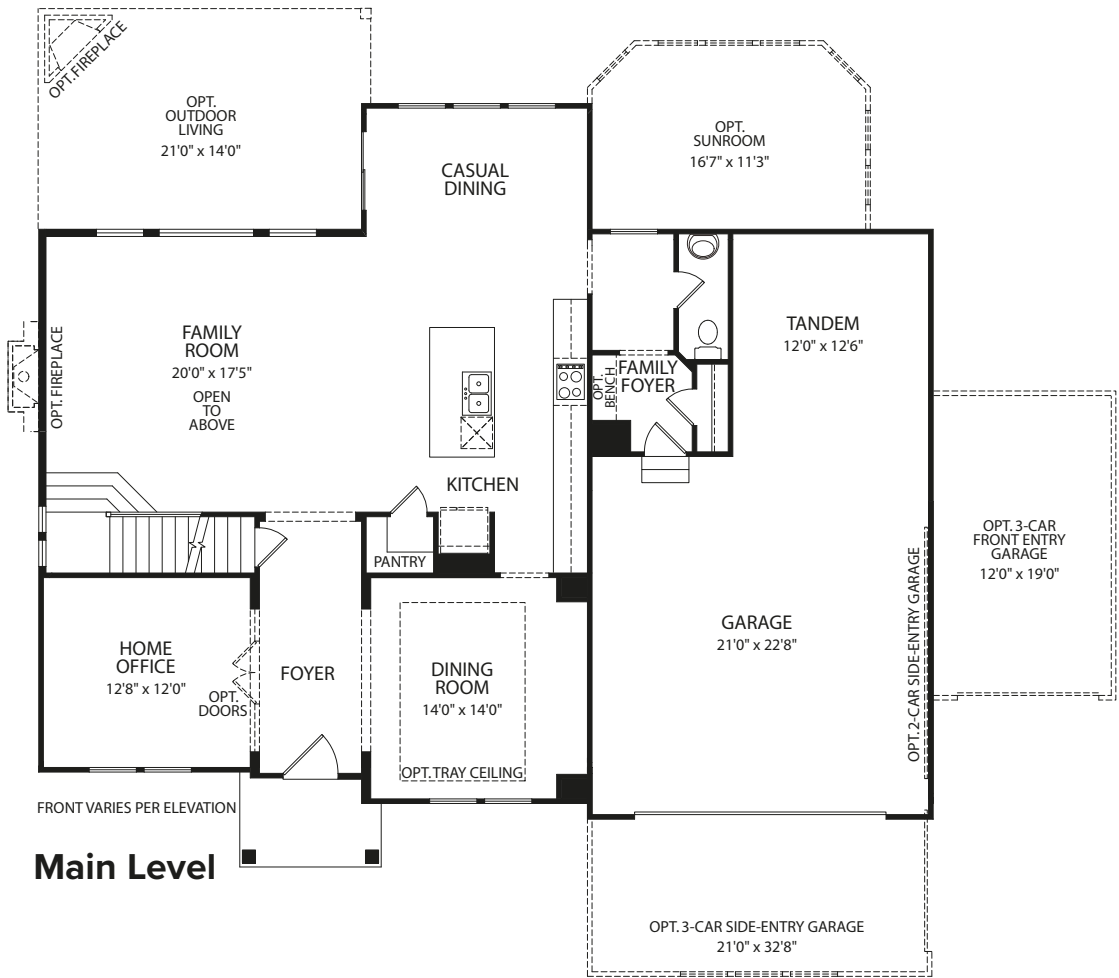 OPT. FIREPLACE
OPT.
OUTDOOR
LIVING
21'0" x 14'0"
CASUAL
DINING
OPT.
SUNROOM
16'7" x 11'3"
OPT. FIREPLACE
FAMILY
ROOM
20'0" x 17'5"
OPEN
TO
ABOVE
OPT.
BENCH
FAMILY
FOYER
TANDEM
12'0" x 12'6"
KITCHEN
PANTRY
OPT. 3-CAR
FRONT ENTRY
GARAGE
12'0" x 19'0"
OPT. 2-CAR SIDE-ENTRY GARAGE
GARAGE
21'0" x 22'8"
HOME
OFFICE
12'8" x 12'0"
OPT.
DOORS
FOYER
DINING
ROOM
14'0" x 14'0"
OPT. TRAY CEILING
FRONT VARIES PER ELEVATION
Main Level
OPT. 3-CAR SIDE-ENTRY GARAGE
21'0" x 32'8"